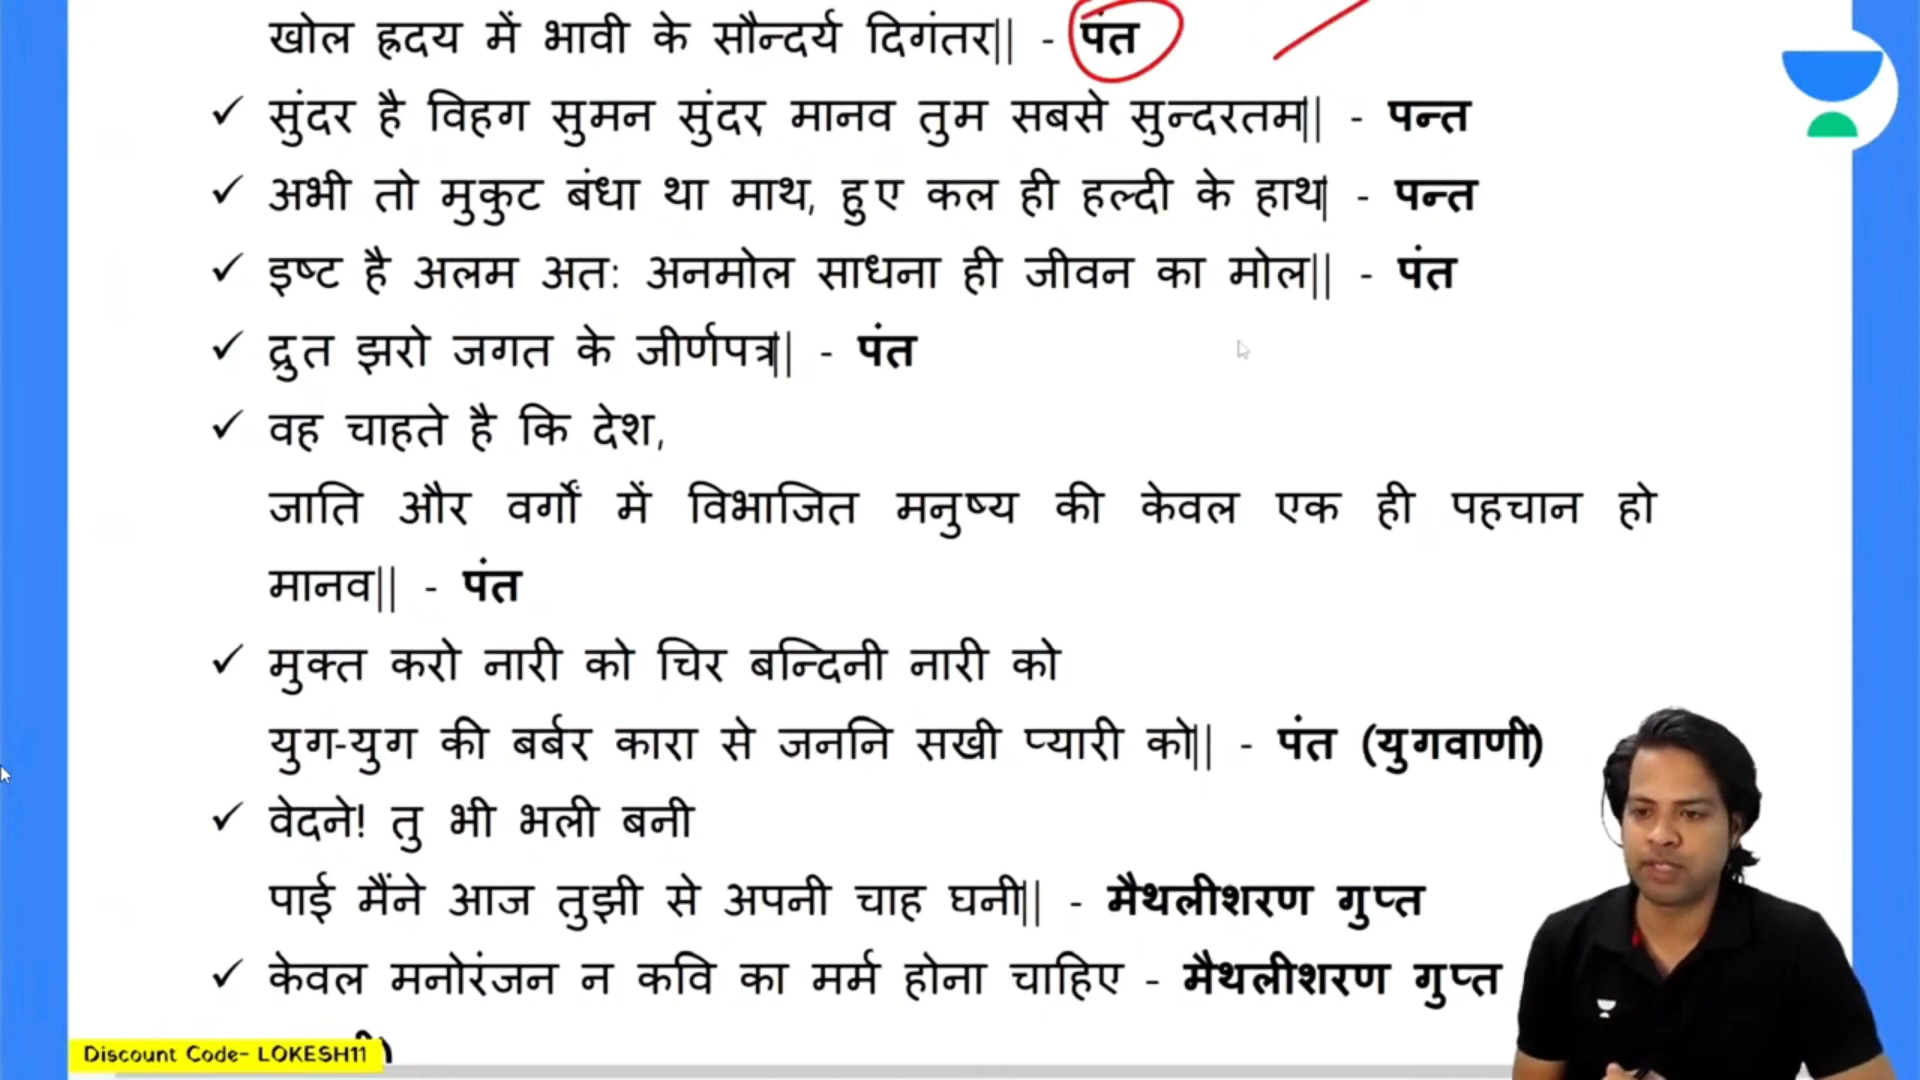 खोल ह्रदय में भावी के सौन्दर्य दिगंतर|| - पंत
✓ सुंदर है विहग सुमन सुंदर, मानव तुम सबसे सुन्दरतम|| - पन्त
✓ अभी तो मुकुट बंधा था माथ, हुए कल ही हल्दी के हाथ| - पन्त
✓ इष्ट है अलम अत: अनमोल साधना ही जीवन का मोल|| - पंत
✓ द्रुत झरो जगत के जीर्णपत्र|| - पंत
✓ वह चाहते है कि देश,
जाति और वर्गों में विभाजित मनुष्य की केवल एक ही पहचान हो
मानव|| - पंत
✓ मुक्त करो नारी को चिर बन्दिनी नारी को
युग-युग की बर्बर कारा से जननि सखी प्यारी को|| - पंत (युगवाणी)
✓ वेदने! तु भी भली बनी
पाई मैंने आज तुझी से अपनी चाह घनी|| - मैथलीशरण गुप्त
✓ केवल मनोरंजन न कवि का मर्म होना चाहिए - मैथलीशरण गुप्त
Discount Code- LOKESH11